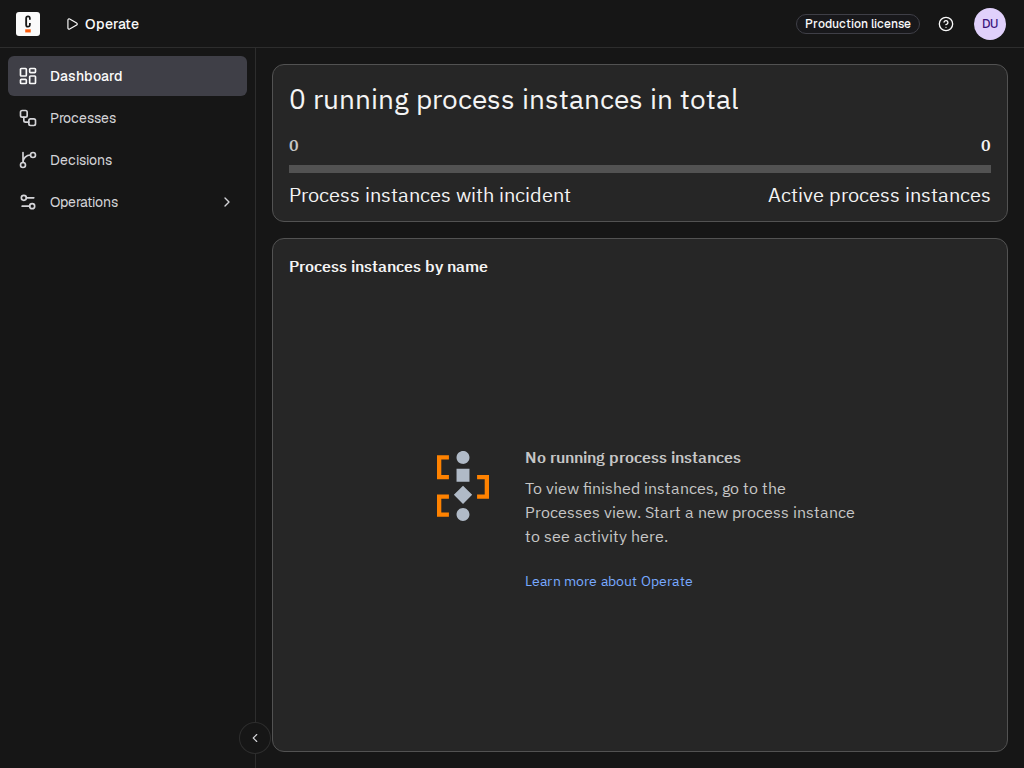 C
Operate
Production license
DU
Dashboard
Processes
Decisions
Operations
0 running process instances in total
0
0
Process instances with incident
Active process instances
Process instances by name
No running process instances
To view finished instances, go to the
Processes view. Start a new process instance
to see activity here.
Learn more about Operate